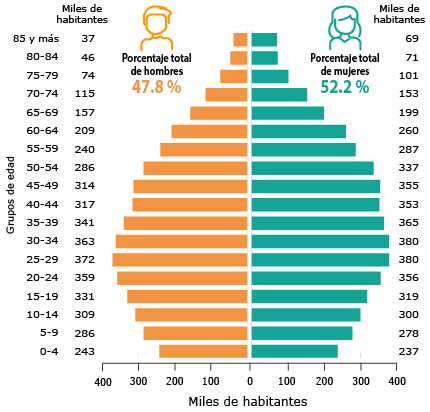 Miles de habitantes
Miles de habitantes
Porcentaje total de hombres
47.8 %
Porcentaje total de mujeres
52.2 %
Grupos de edad
85 y más 37 69
80-84 46 71
75-79 74 101
70-74 115 153
65-69 157 199
60-64 209 260
55-59 240 287
50-54 286 337
45-49 314 355
40-44 317 353
35-39 341 365
30-34 363 380
25-29 372 380
20-24 359 356
15-19 331 319
10-14 309 300
5-9 286 278
0-4 243 237
400 300 200 100 0 100 200 300 400
Miles de habitantes